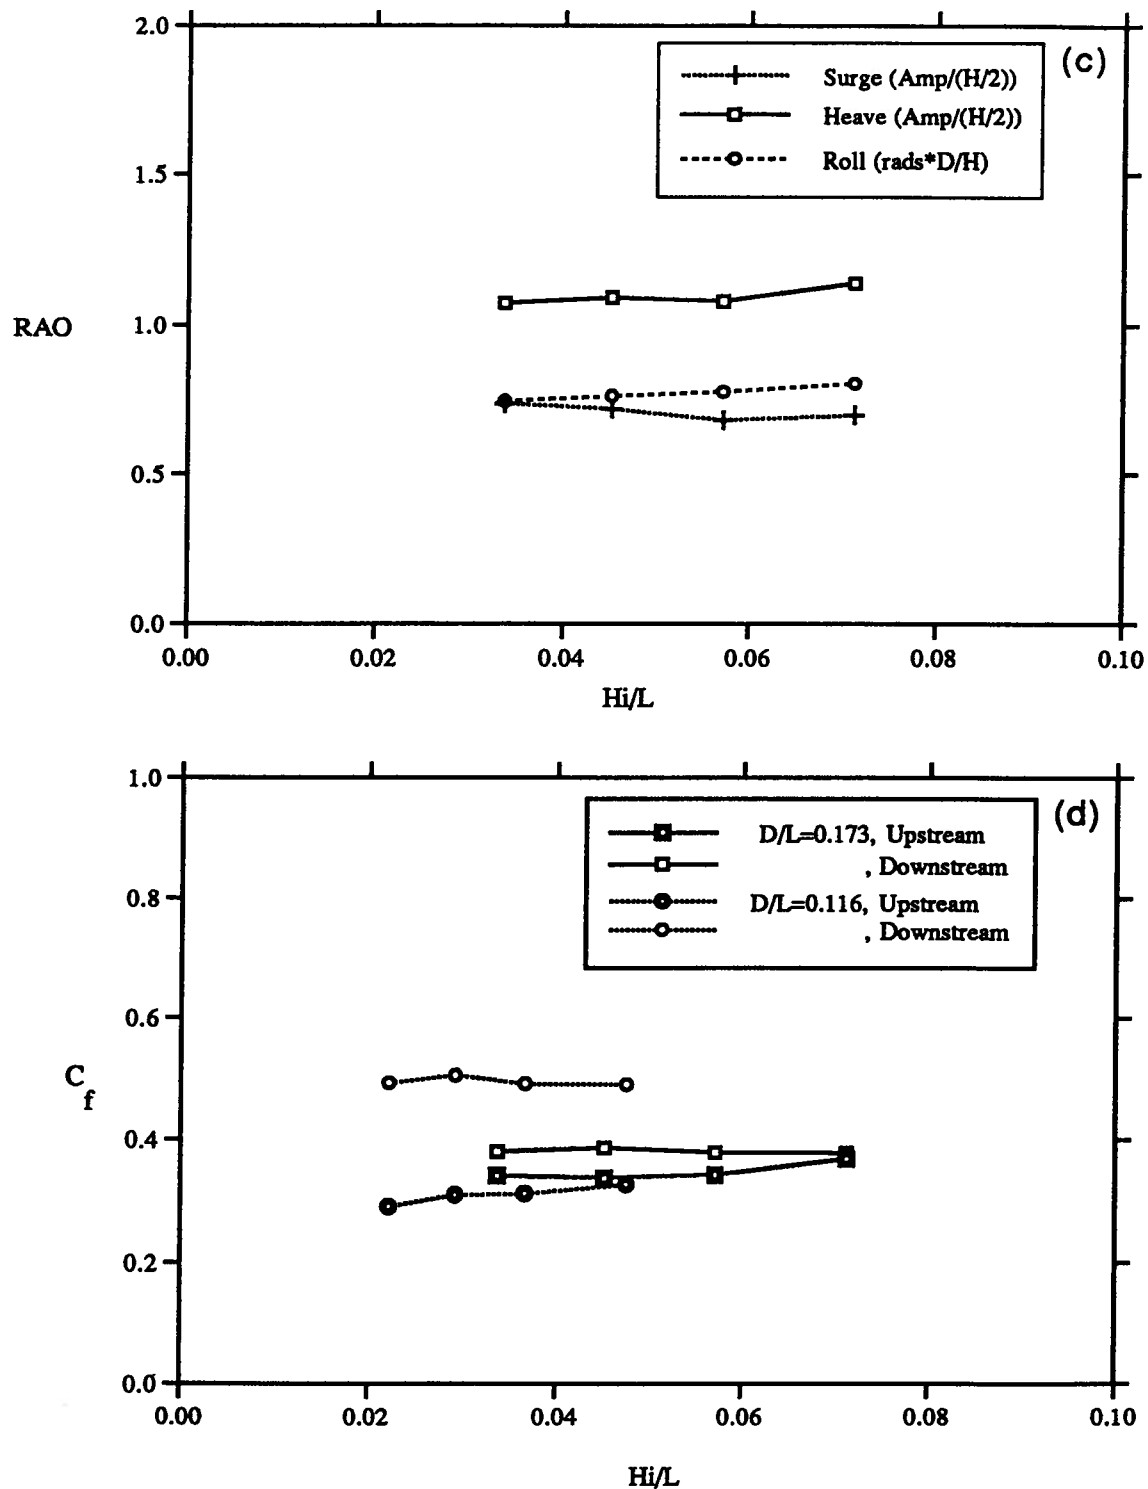 2.0
(c)
Surge (Amp/(H/2))
Heave (Amp/(H/2))
Roll (rads*D/H)
1.5
1.0
RAO
0.5
0.0
0.00 0.02 0.04 0.06 0.08 0.10
Hi/L
1.0
(d)
D/L=0.173, Upstream
, Downstream
D/L=0.116, Upstream
, Downstream
0.8
0.6
C
f
0.4
0.2
0.0
0.00 0.02 0.04 0.06 0.08 0.10
Hi/L